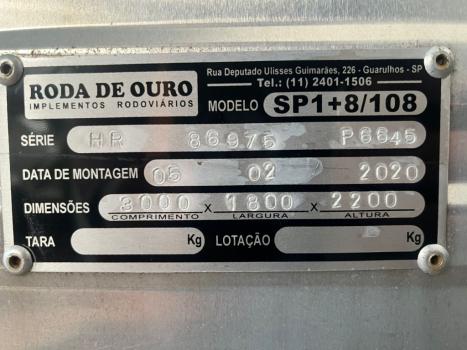 RODA DE OURO
IMPLEMENTOS RODOVIÁRIOS
Rua Deputado Ulisses Guimarães, 226 - Guarulhos - SP
Tel.: (11) 2401-1506
MODELO SP1+8/108
SÉRIE HR 86975 P6645
DATA DE MONTAGEM 05 02 2020
DIMENSÕES 3000 x 1800 x 2200
COMPRIMENTO LARGURA ALTURA
TARA Kg LOTAÇÃO Kg